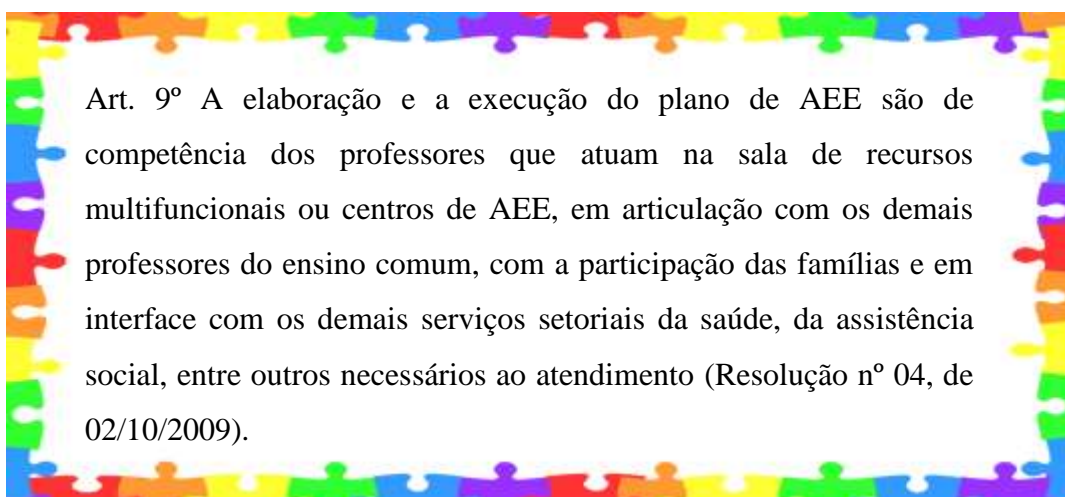 Art. 9º A elaboração e a execução do plano de AEE são de
competência dos professores que atuam na sala de recursos
multifuncionais ou centros de AEE, em articulação com os demais
professores do ensino comum, com a participação das famílias e em
interface com os demais serviços setoriais da saúde, da assistência
social, entre outros necessários ao atendimento (Resolução nº 04, de
02/10/2009).